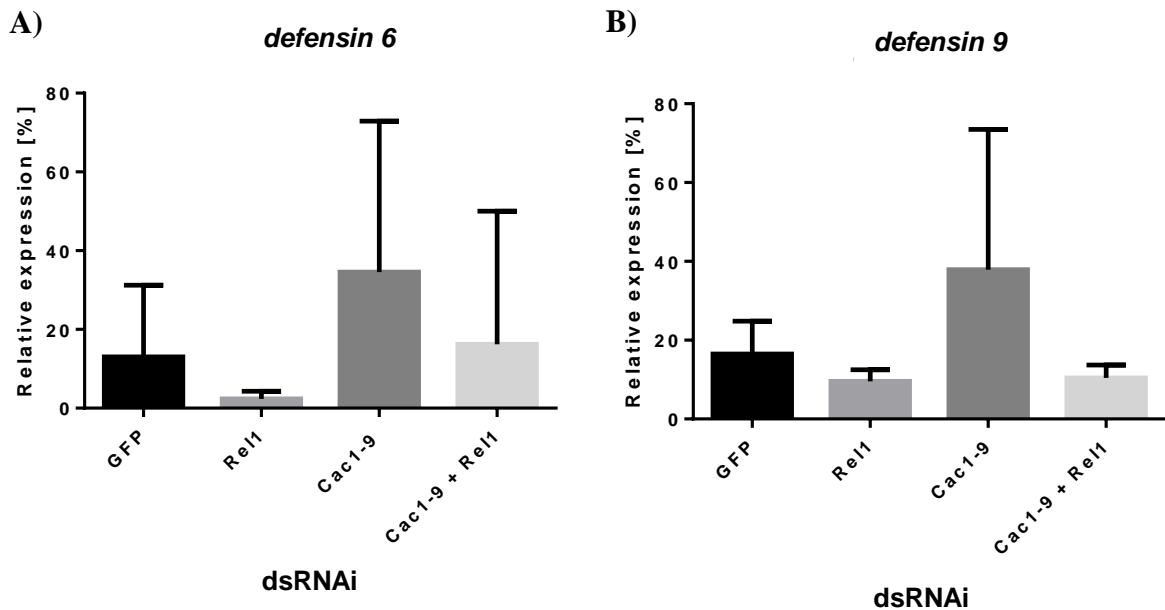 A)
defensin 6
Relative expression [%]
80
60
40
20
0
GFP
Rel1
Cac1-9
Cac1-9 + Rel1
dsRNAi
B)
defensin 9
Relative expression [%]
80
60
40
20
0
GFP
Rel1
Cac1-9
Cac1-9 + Rel1
dsRNAi